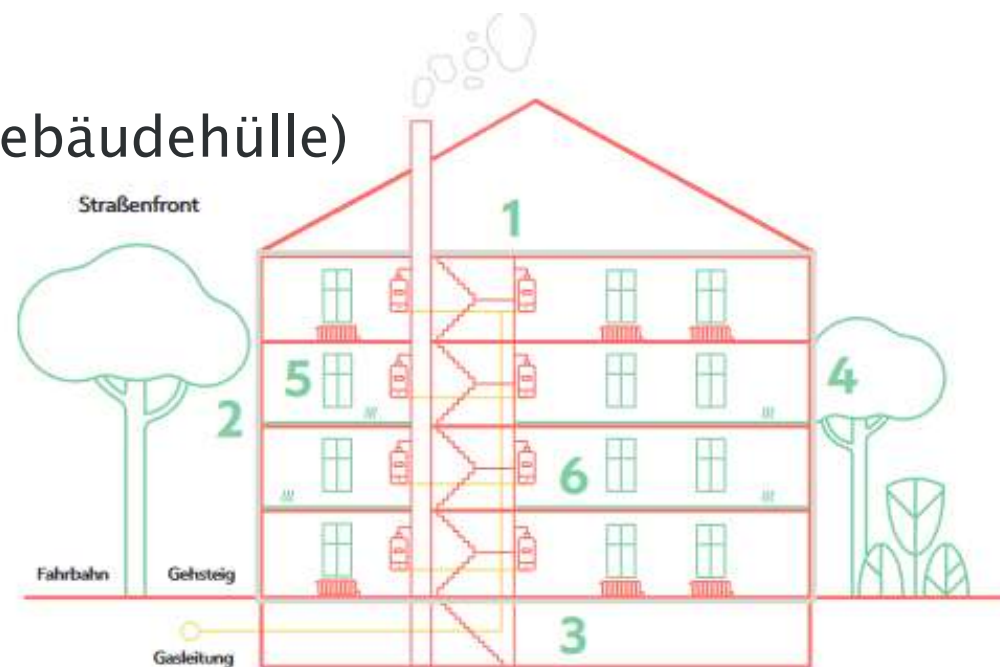 ebäudehülle)
Straßenfront
1
5
4
2
6
Fahrbahn
Gehsteig
3
Gasleitung